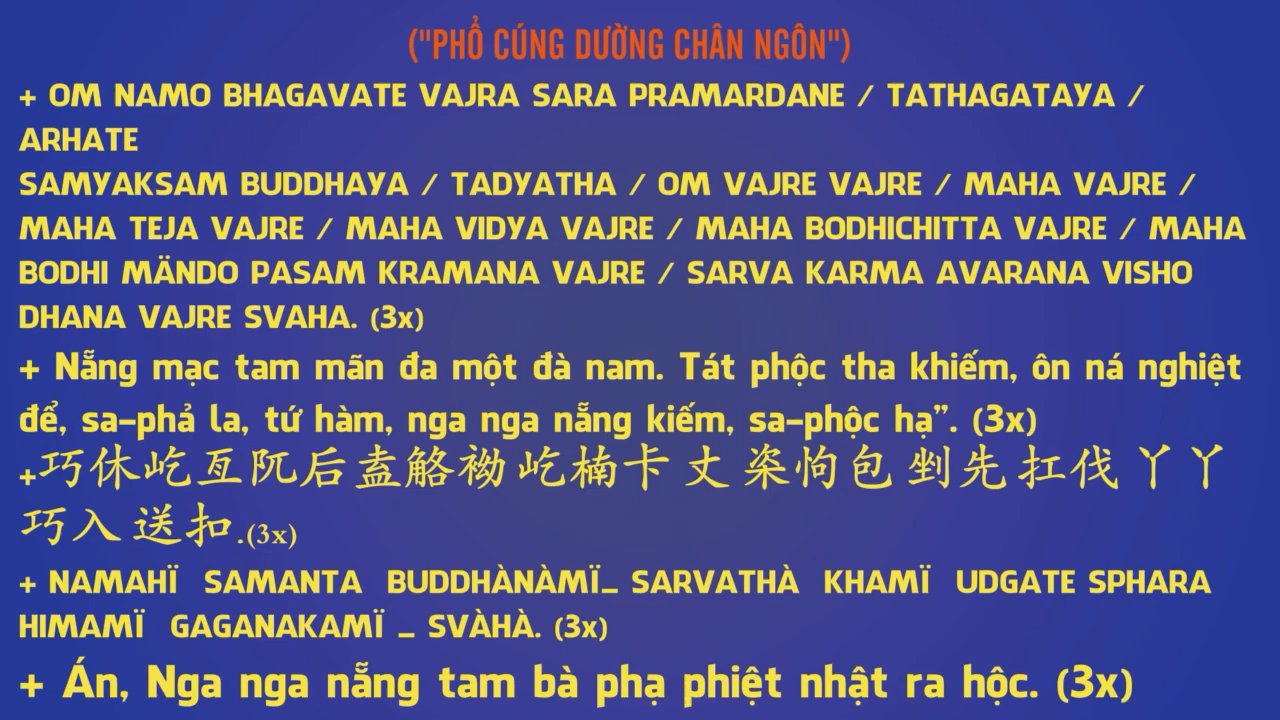 ("PHỔ CÚNG DƯỜNG CHÂN NGÔN")
+ OM NAMO BHAGAVATE VAJRA SARA PRAMARDANE / TATHAGATAYA /
ARHATE
SAMYAKSAM BUDDHAYA / TADYATHA / OM VAJRE VAJRE / MAHA VAJRE /
MAHA TEJA VAJRE / MAHA VIDYA VAJRE / MAHA BODHICHITTA VAJRE / MAHA
BODHI MÄNDO PASAM KRAMANA VAJRE / SARVA KARMA AVARANA VISHO
DHANA VAJRE SVAHA. (3x)
+ Nẵng mạc tam mãn đa một đà nam. Tát phộc tha khiếm, ôn ná nghiệt
để, sa-phả la, tứ hàm, nga nga nẵng kiếm, sa-phộc hạ”. (3x)
+巧休屹亙阢后盍觡袎屹楠卡丈楶怐包剉先扛伐丫丫
巧入送扣.(3x)
+ NAMAHÏ SAMANTA BUDDHÀNÀMÏ_ SARVATHÀ KHAMÏ UDGATE SPHARA
HIMAMÏ GAGANAKAMÏ _ SVÀHÀ. (3x)
+ Án, Nga nga nẵng tam bà phạ phiệt nhật ra hộc. (3x)